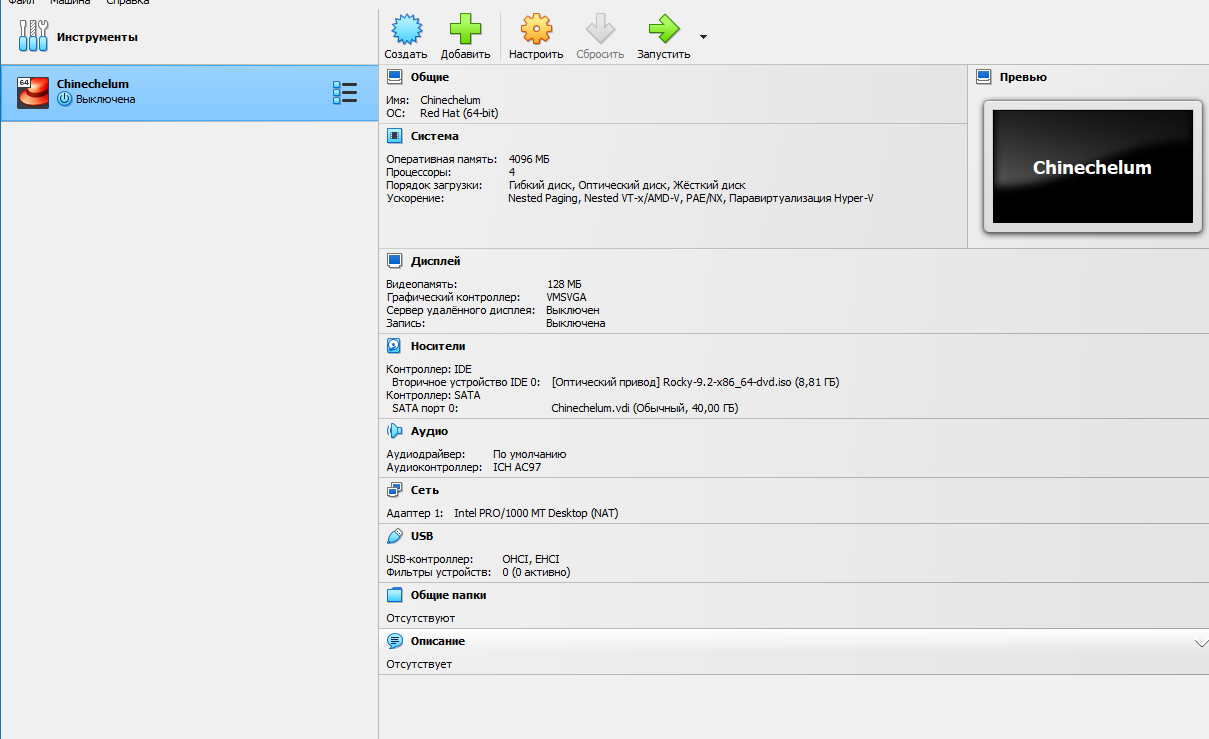 Файл Машина Справка
Инструменты
Создать Добавить Настроить Сбросить Запустить
64
Chinechelum
Выключена
Общие
Имя: Chinechelum
ОС: Red Hat (64-bit)
Превью
Chinechelum
Система
Оперативная память: 4096 МБ
Процессоры: 4
Порядок загрузки: Гибкий диск, Оптический диск, Жёсткий диск
Ускорение: Nested Paging, Nested VT-x/AMD-V, PAE/NX, Паравиртуализация Hyper-V
Дисплей
Видеопамять: 128 МБ
Графический контроллер: VMSVGA
Сервер удалённого дисплея: Выключен
Запись: Выключена
Носители
Контроллер: IDE
Вторичное устройство IDE 0: [Оптический привод] Rocky-9.2-x86_64-dvd.iso (8,81 ГБ)
Контроллер: SATA
SATA порт 0: Chinechelum.vdi (Обычный, 40,00 ГБ)
Аудио
Аудиодрайвер: По умолчанию
Аудиоконтроллер: ICH AC97
Сеть
Адаптер 1: Intel PRO/1000 MT Desktop (NAT)
USB
USB-контроллер: OHCI, EHCI
Фильтры устройств: 0 (0 активно)
Общие папки
Отсутствуют
Описание
Отсутствует